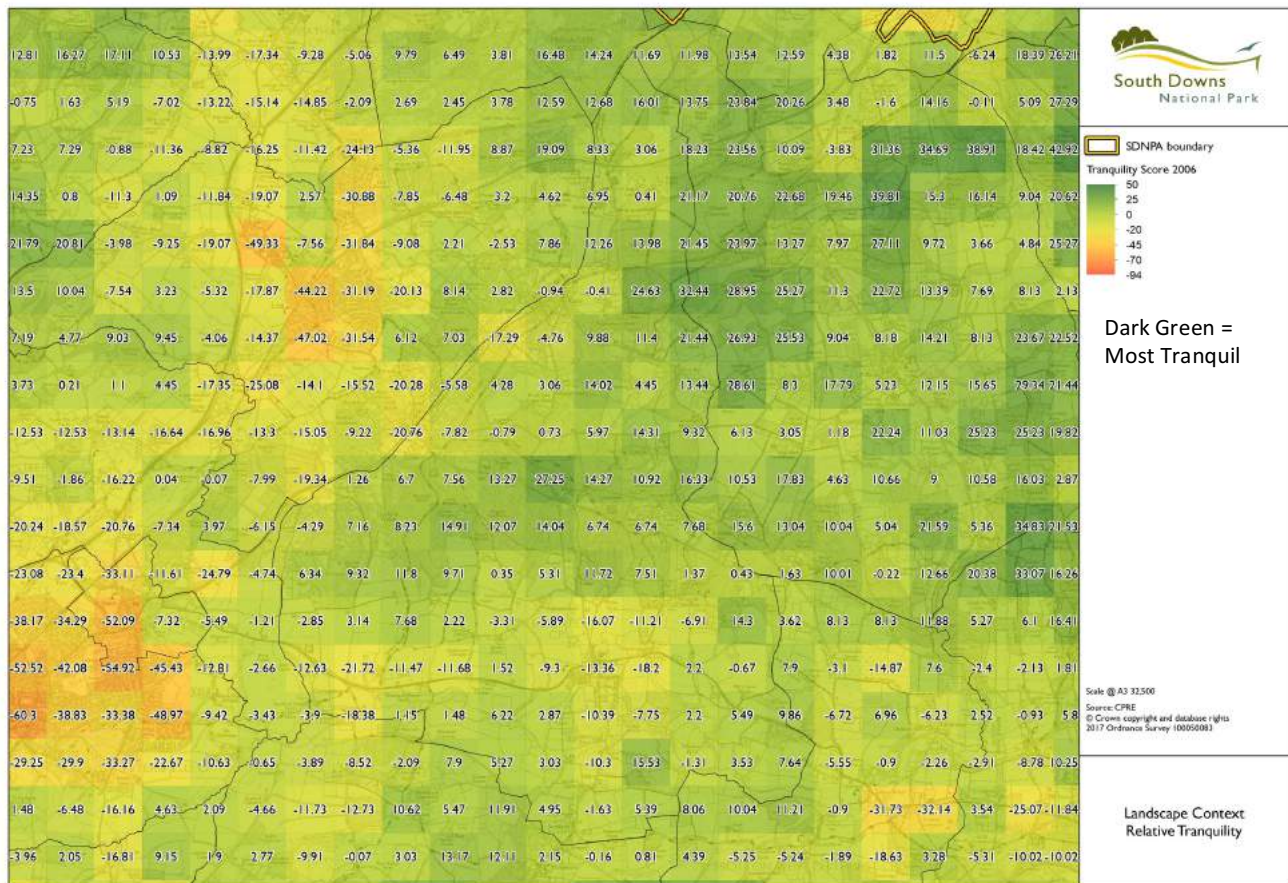 12.81 16.27 17.11 10.53 -13.99 -17.34 -9.28 -5.06 9.79 6.49 3.81 16.48 14.24 11.69 11.98 13.54 12.59 4.38 1.82 11.5 -6.24 18.39 26.21
-0.75 1.63 5.19 -7.02 -13.22 -15.14 -14.85 -2.09 2.69 2.45 3.78 12.59 12.68 16.01 13.75 23.84 20.26 3.48 -1.6 14.16 -0.11 5.09 27.29
7.23 7.29 -0.88 -11.36 -8.82 -16.25 -11.42 -24.13 -5.36 -11.95 8.87 19.09 8.33 3.06 18.23 23.56 10.09 -3.83 31.36 34.69 38.91 18.42 42.92
14.35 0.8 -11.3 1.09 -11.84 -19.07 2.57 -30.88 -7.85 -6.48 3.2 4.62 6.95 0.41 21.17 20.76 22.68 19.46 39.81 15.3 16.14 9.04 20.62
21.79 20.81 -3.98 -9.25 -19.07 -49.33 -7.56 -31.84 -9.08 2.21 -2.53 7.86 12.26 13.98 21.45 23.97 13.27 7.97 27.11 9.72 3.66 4.84 25.27
13.5 10.04 -7.54 3.23 -5.32 -17.87 -44.22 -31.19 -20.13 8.14 2.82 -0.94 -0.41 24.63 32.44 28.95 25.27 11.3 22.72 13.39 7.69 8.13 2.13
7.19 4.77 9.03 9.45 -4.06 -14.37 -47.02 -31.54 6.12 7.03 -17.29 -4.76 9.88 11.4 21.44 26.93 25.53 9.04 8.18 14.21 8.13 23.67 22.52
3.73 0.21 1.1 4.45 -17.35 -25.08 -14.1 -15.52 -20.28 -5.58 4.28 3.06 14.02 4.45 13.44 28.61 8.3 17.79 5.23 12.15 15.65 29.34 21.44
-12.53 -12.53 -13.14 -16.64 -16.96 -13.3 -15.05 -9.22 -20.76 -7.82 -0.79 0.73 5.97 14.31 9.32 6.13 3.05 1.18 22.24 11.03 25.23 25.23 19.82
-9.51 -1.86 -16.22 0.04 -0.07 -7.99 -19.34 1.26 6.7 7.56 13.27 27.25 14.27 10.92 16.33 10.53 17.83 4.63 10.66 9 10.58 16.03 2.87
-20.24 -18.57 -20.76 -7.34 3.97 -6.15 -4.29 7.16 8.23 14.91 12.07 14.04 6.74 6.74 7.68 15.6 13.04 10.04 5.04 21.59 5.36 34.83 21.53
-23.08 -23.4 -33.11 -11.61 -24.79 -4.74 6.34 9.32 11.8 9.71 0.35 5.31 11.72 7.51 1.37 0.43 1.63 10.01 -0.22 12.66 20.38 33.07 16.26
-38.17 -34.29 -52.09 -7.32 -5.49 -1.21 -2.85 3.14 7.68 2.22 -3.31 -5.89 -16.07 -11.21 -6.91 14.3 3.62 8.13 8.13 11.88 5.27 6.1 16.41
-52.52 -42.08 -54.92 -45.43 -12.81 -2.66 -12.63 -21.72 -11.47 -11.68 1.52 -9.3 -13.36 -18.2 2.2 -0.67 7.9 -3.1 -14.87 7.6 -2.4 -2.13 1.81
-60.3 -38.83 -33.38 -48.97 -9.42 -3.43 -3.9 -18.38 1.15 1.48 6.22 2.87 -10.39 -7.75 2.2 5.49 9.86 -6.72 6.96 -6.23 2.52 -0.93 5.8
-29.25 -29.9 -33.27 -22.67 -10.63 -0.65 -3.89 -8.52 -2.09 7.9 5.27 3.03 -10.3 15.53 -1.31 3.53 7.64 -5.55 -0.9 -2.26 -2.91 -8.78 10.25
1.48 -6.48 -16.16 4.63 2.09 -4.66 -11.73 -12.73 10.62 5.47 11.91 4.95 -1.63 5.39 8.06 10.04 11.21 -0.9 -31.73 -32.14 3.54 -25.07 -11.84
-3.96 2.05 -16.81 9.15 1.9 2.77 -9.91 -0.07 3.03 13.17 12.11 2.15 -0.16 0.81 4.39 -5.25 -5.24 -1.89 -18.63 3.28 -5.31 -10.02 -10.02
South Downs
National Park
SDNPA boundary
Tranquility Score 2006
50
25
0
-20
-45
-70
-94
Dark Green =
Most Tranquil
Scale @ A3 32,500
Source: CPRE
© Crown copyright and database rights
2017 Ordnance Survey 100050083
Landscape Context
Relative Tranquility